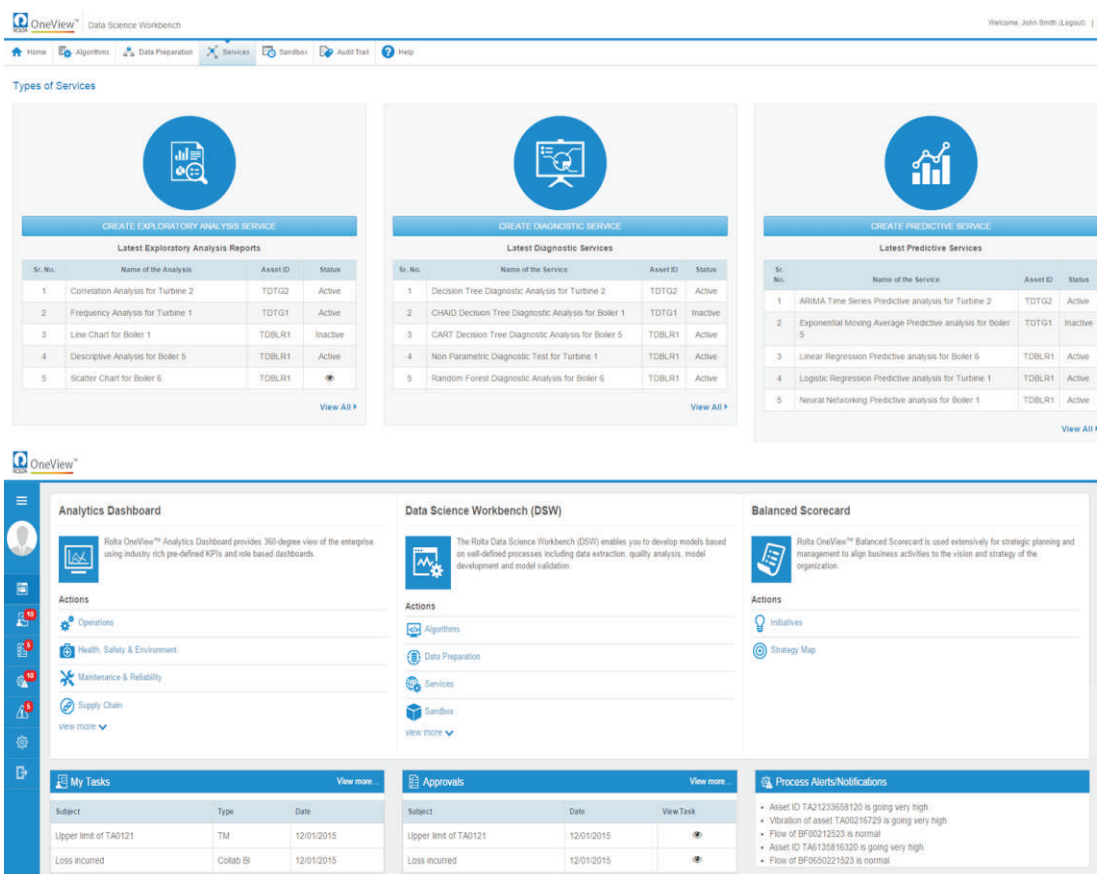 ROLTA OneView™ Data Science Workbench
Welcome, John Smith (Logout) |
Home Algorithms Data Preparation Services Sandbox Audit Trail Help
Types of Services
CREATE EXPLORATORY ANALYSIS SERVICE
Latest Exploratory Analysis Reports
Sr. No. Name of the Analysis Asset ID Status
1 Correlation Analysis for Turbine 2 TDTG2 Active
2 Frequency Analysis for Turbine 1 TDTG1 Active
3 Line Chart for Boiler 1 TDBLR1 Inactive
4 Descriptive Analysis for Boiler 5 TDBLR1 Active
5 Scatter Chart for Boiler 6 TDBLR1
View All
CREATE DIAGNOSTIC SERVICE
Latest Diagnostic Services
Sr. No. Name of the Service Asset ID Status
1 Decision Tree Diagnostic Analysis for Turbine 2 TDTG2 Active
2 CHAID Decision Tree Diagnostic Analysis for Boiler 1 TDTG1 Inactive
3 CART Decision Tree Diagnostic Analysis for Boiler 5 TDBLR1 Active
4 Non Parametric Diagnostic Test for Turbine 1 TDBLR1 Active
5 Random Forest Diagnostic Analysis for Boiler 6 TDBLR1 Active
View All
CREATE PREDICTIVE SERVICE
Latest Predictive Services
Sr.
No. Name of the Service Asset ID Status
1 ARIMA Time Series Predictive analysis for Turbine 2 TDTG2 Active
2 Exponential Moving Average Predictive analysis for Boiler TDTG1 Inactive
5
3 Linear Regression Predictive analysis for Boiler 6 TDBLR1 Active
4 Logistic Regression Predictive analysis for Turbine 1 TDBLR1 Active
5 Neural Networking Predictive analysis for Boiler 1 TDBLR1 Active
View All
ROLTA OneView™
10
5
10
5
Analytics Dashboard
Rolta OneView™ Analytics Dashboard provides 360-degree view of the enterprise
using industry rich pre-defined KPIs and role based dashboards.
Actions
Operations
Health, Safety & Environment
Maintenance & Reliability
Supply Chain
view more
Data Science Workbench (DSW)
The Rolta Data Science Workbench (DSW) enables you to develop models based
on well-defined processes including data extraction, quality analysis, model
development and model validation.
Actions
Algorithms
Data Preparation
Services
Sandbox
view more
Balanced Scorecard
Rolta OneView™ Balanced Scorecard is used extensively for strategic planning and
management to align business activities to the vision and strategy of the
organization.
Actions
Initiatives
Strategy Map
My Tasks View more...
Subject Type Date
Upper limit of TA0121 TM 12/01/2015
Loss incurred Collab BI 12/01/2015
Approvals View more...
Subject Date View Task
Upper limit of TA0121 12/01/2015
Loss incurred 12/01/2015
Process Alerts/Notifications
• Asset ID TA21233658120 is going very high
• Vibration of asset TA00216729 is going very high
• Flow of BF00212523 is normal
• Asset ID TA6135816320 is going very high
• Flow of BF0650221523 is normal